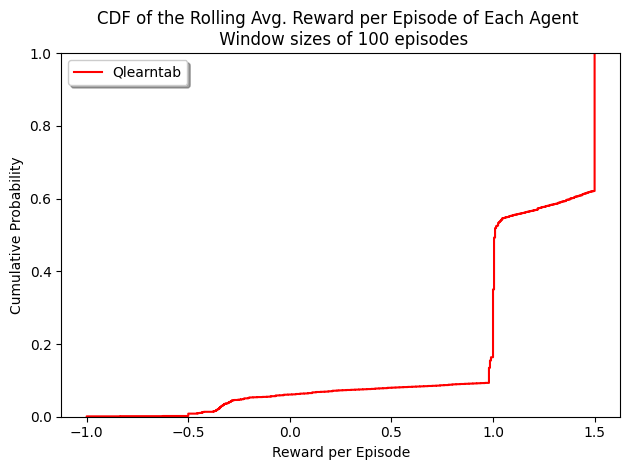 CDF of the Rolling Avg. Reward per Episode of Each Agent
Window sizes of 100 episodes
Qlearntab
1.0
0.8
0.6
0.4
0.2
0.0
Cumulative Probability
−1.0
−0.5
0.0
0.5
1.0
1.5
Reward per Episode